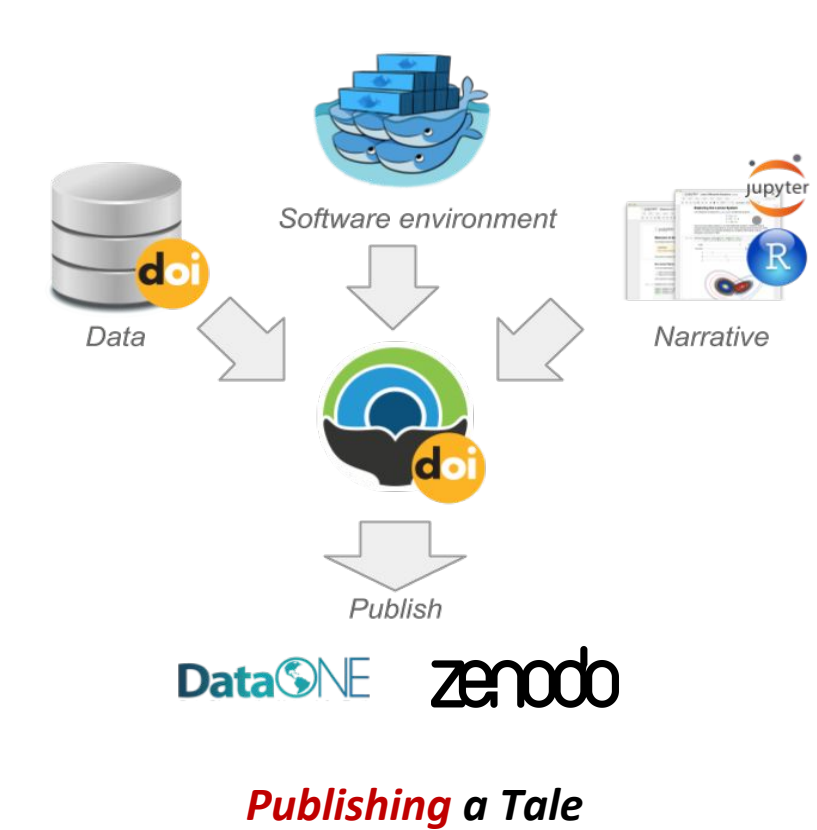 Software environment
jupyter
R
doi
Data
Narrative
doi
Publish
DataONE
zenodo
Publishing a Tale